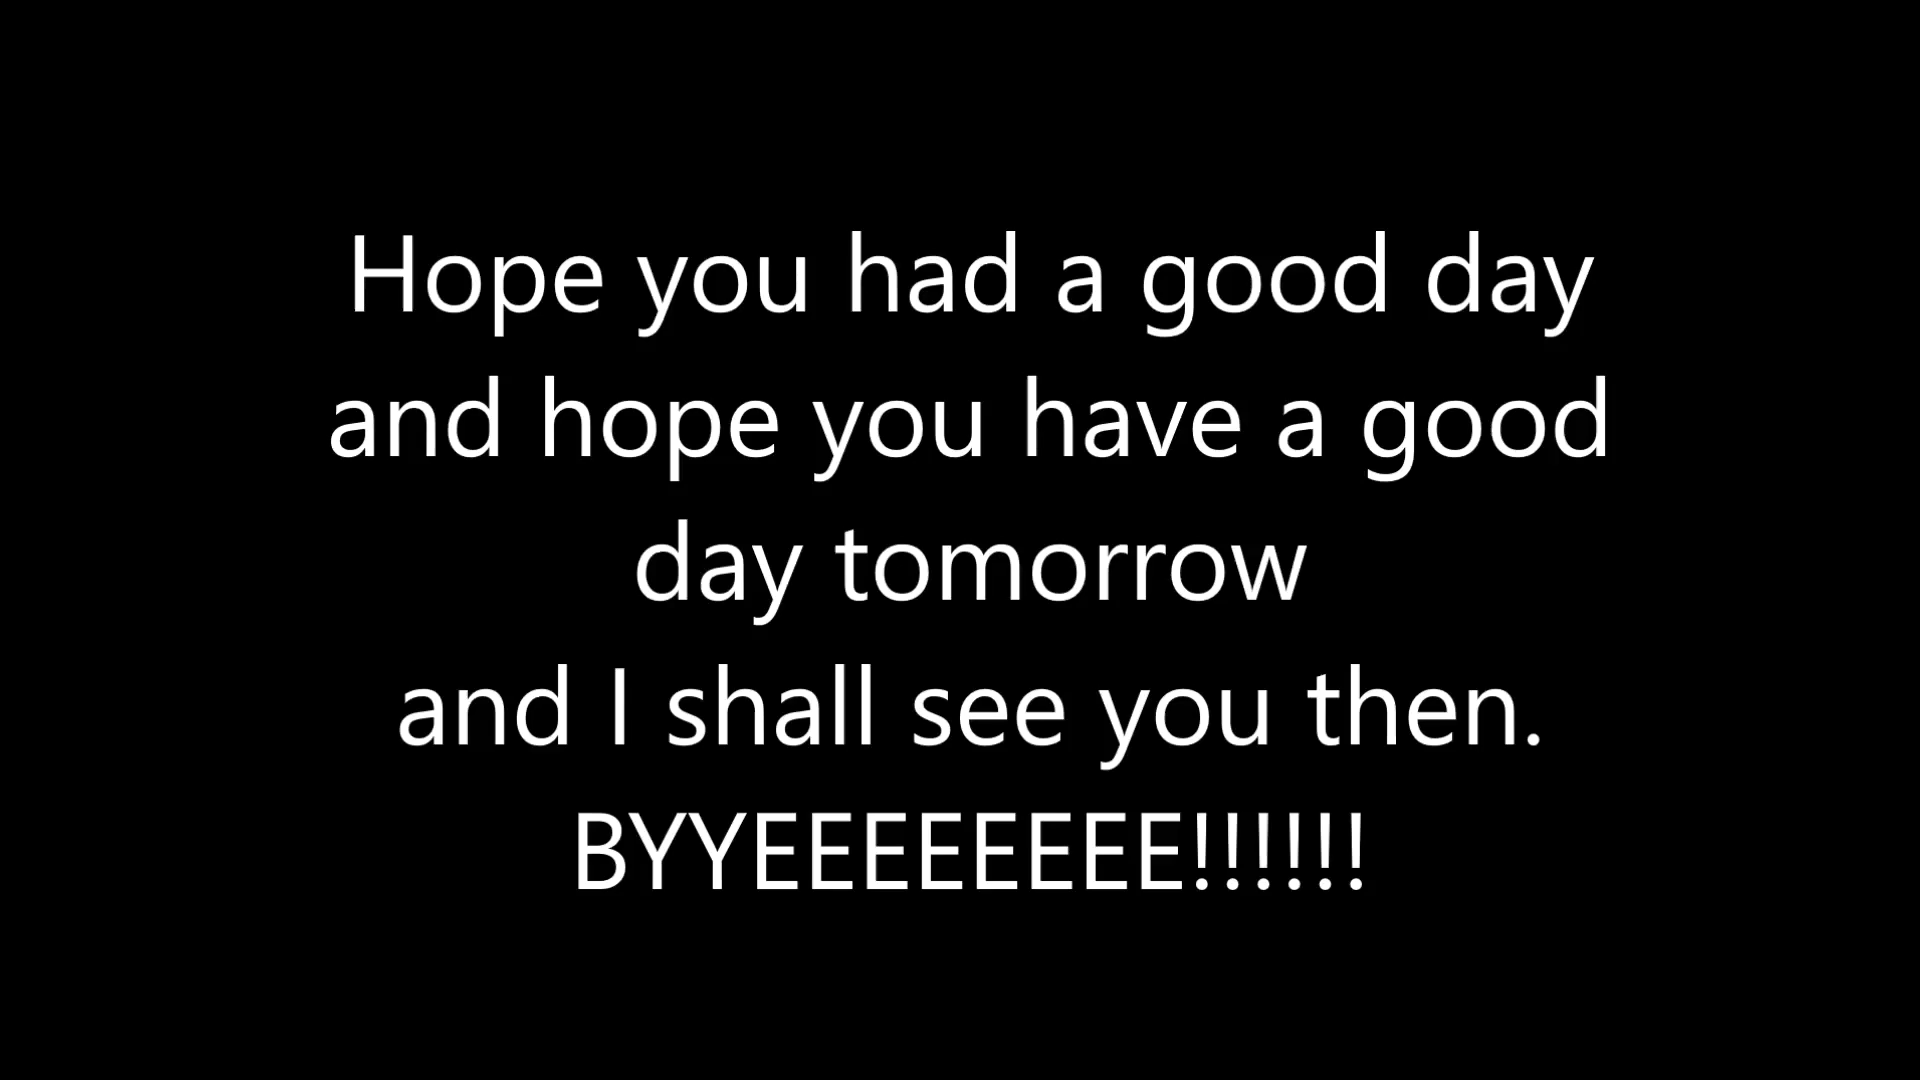 Hope you had a good day
and hope you have a good
day tomorrow
and I shall see you then.
BYYEEEEEEEE!!!!!!